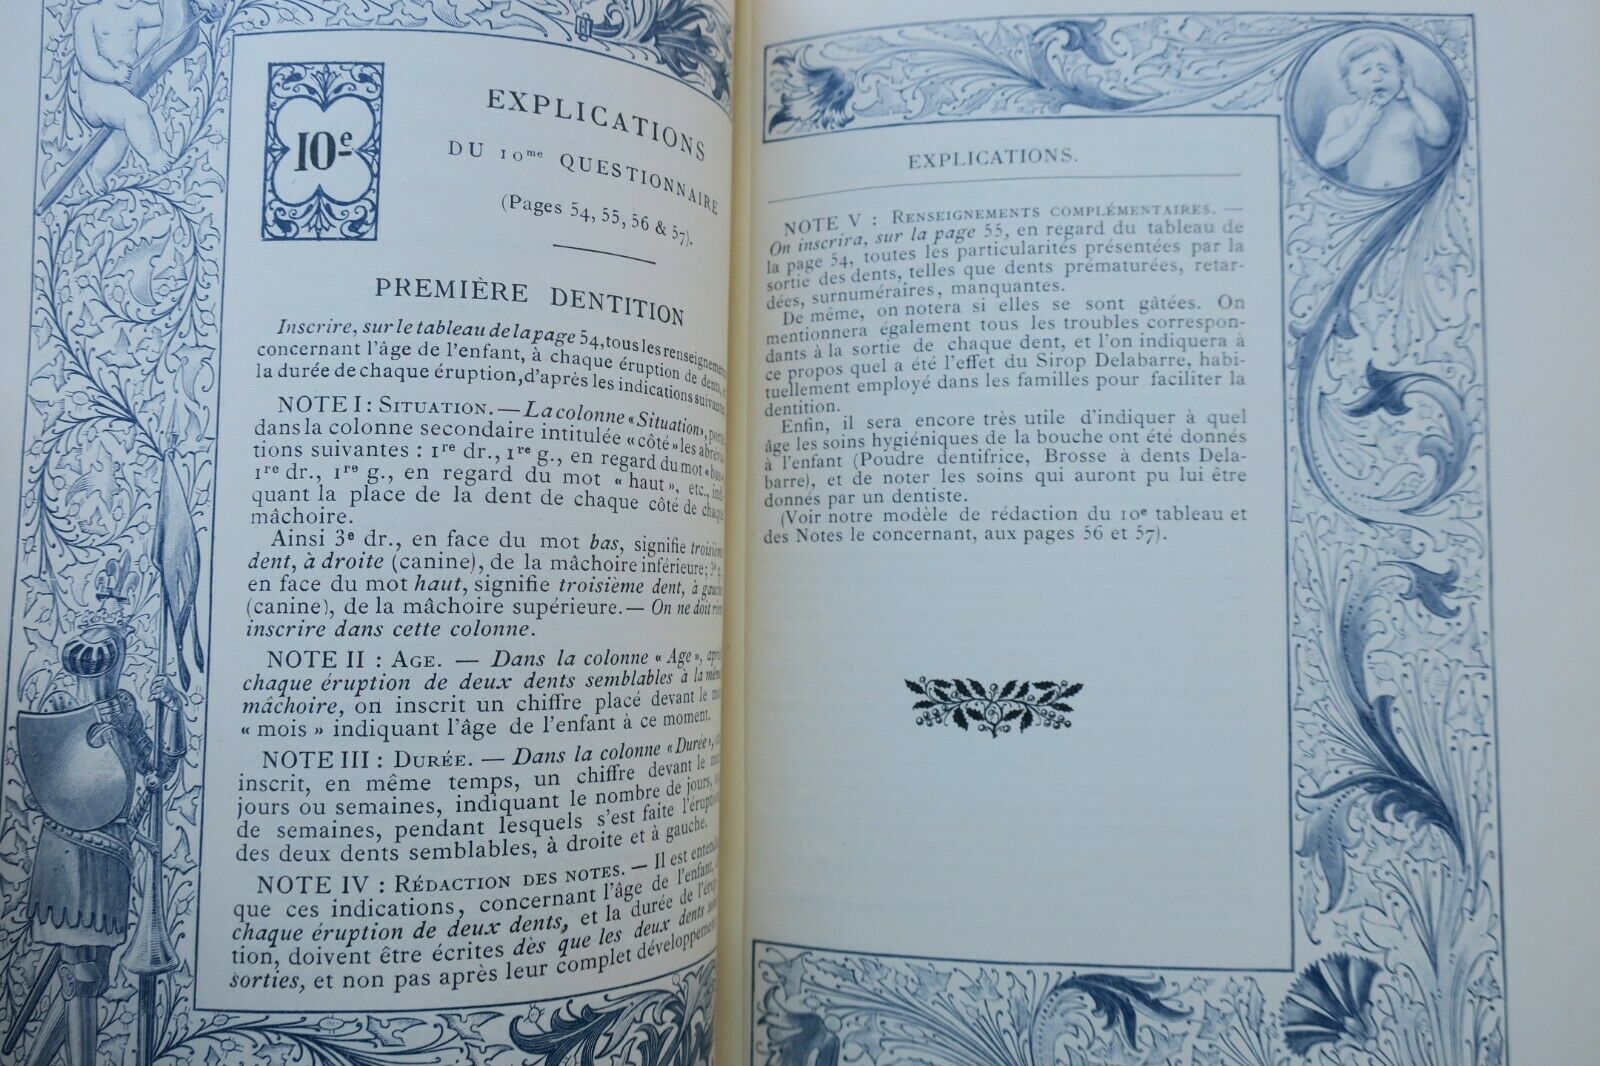 10e
EXPLICATIONS
DU 10me QUESTIONNAIRE
(Pages 54, 55, 56 & 57).
PREMIÈRE DENTITION
Inscrire, sur le tableau de la page 54, tous les renseignemen
concernant l'âge de l'enfant, à chaque éruption de dents, e
la durée de chaque éruption, d'après les indications suivantes
NOTE I : SITUATION. — La colonne « Situation », porte
dans la colonne secondaire intitulée « côté » les abrévia
tions suivantes : 1re dr., 1re g., en regard du mot « bas »
1re dr., 1re g., en regard du mot « haut », etc., indi
quant la place de la dent de chaque côté de chaque
mâchoire.
Ainsi 3e dr., en face du mot bas, signifie troisième
dent, à droite (canine), de la mâchoire inférieure; 3e g.
en face du mot haut, signifie troisième dent, à gauche
(canine), de la mâchoire supérieure. — On ne doit rien
inscrire dans cette colonne.
NOTE II : AGE. — Dans la colonne « Age », après
chaque éruption de deux dents semblables à la même
mâchoire, on inscrit un chiffre placé devant le mot
« mois » indiquant l'âge de l'enfant à ce moment.
NOTE III : DURÉE. — Dans la colonne « Durée », on
inscrit, en même temps, un chiffre devant le mot
jours ou semaines, indiquant le nombre de jours, ou
de semaines, pendant lesquels s'est faite l'éruption
des deux dents semblables, à droite et à gauche.
NOTE IV : RÉDACTION DES NOTES. — Il est entendu
que ces indications, concernant l'âge de l'enfant, à
chaque éruption de deux dents, et la durée de l'érup-
tion, doivent être écrites dès que les deux dents sont
sorties, et non pas après leur complet développement.
EXPLICATIONS.
NOTE V : RENSEIGNEMENTS COMPLÉMENTAIRES. —
On inscrira, sur la page 55, en regard du tableau de
la page 54, toutes les particularités présentées par la
sortie des dents, telles que dents prématurées, retar-
dées, surnuméraires, manquantes.
De même, on notera si elles se sont gâtées. On
mentionnera également tous les troubles correspon-
dants à la sortie de chaque dent, et l'on indiquera à
ce propos quel a été l'effet du Sirop Delabarre, habi-
tuellement employé dans les familles pour faciliter la
dentition.
Enfin, il sera encore très utile d'indiquer à quel
âge les soins hygiéniques de la bouche ont été donnés
à l'enfant (Poudre dentifrice, Brosse à dents Dela-
barre), et de noter les soins qui auront pu lui être
donnés par un dentiste.
(Voir notre modèle de rédaction du 10e tableau et
des Notes le concernant, aux pages 56 et 57).